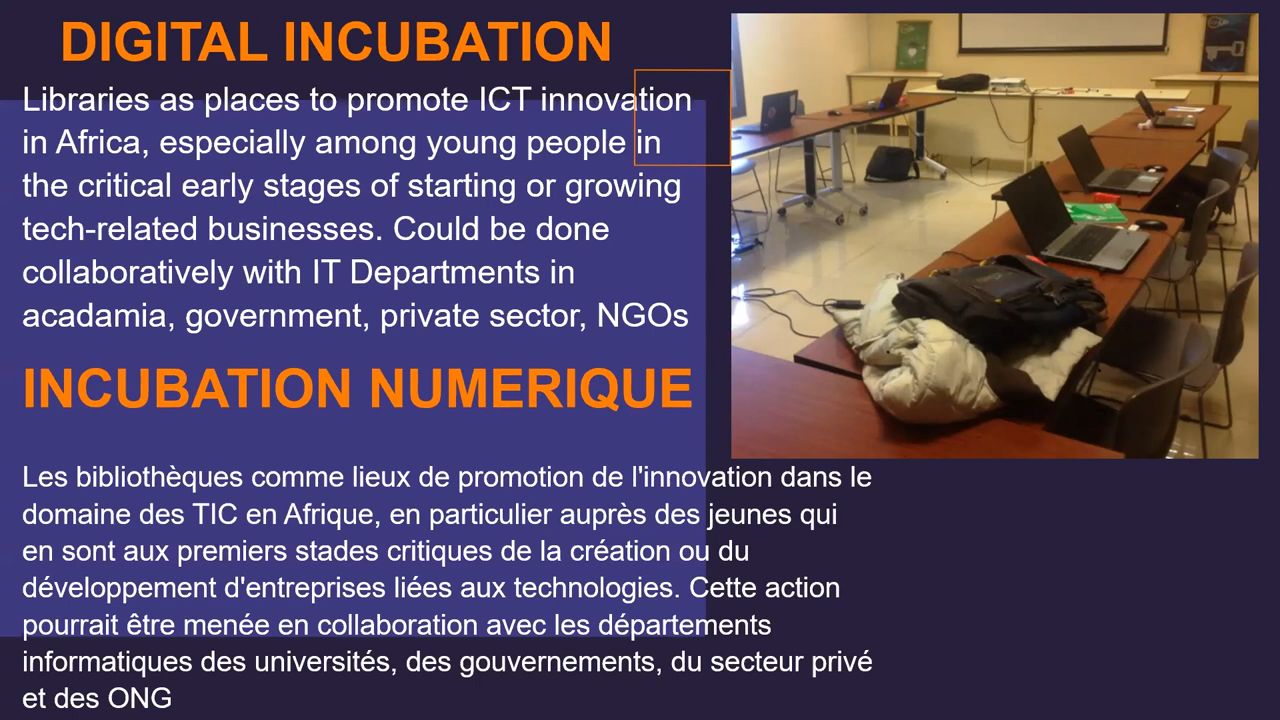 DIGITAL INCUBATION
Libraries as places to promote ICT innovation
in Africa, especially among young people in
the critical early stages of starting or growing
tech-related businesses. Could be done
collaboratively with IT Departments in
acadamia, government, private sector, NGOs
INCUBATION NUMERIQUE
Les bibliothèques comme lieux de promotion de l'innovation dans le
domaine des TIC en Afrique, en particulier auprès des jeunes qui
en sont aux premiers stades critiques de la création ou du
développement d'entreprises liées aux technologies. Cette action
pourrait être menée en collaboration avec les départements
informatiques des universités, des gouvernements, du secteur privé
et des ONG